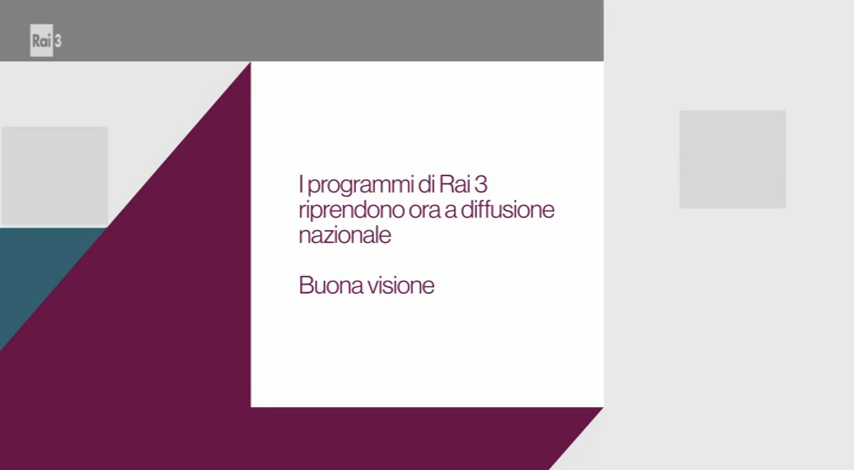 Rai 3
I programmi di Rai 3
riprendono ora a diffusione
nazionale
Buona visione